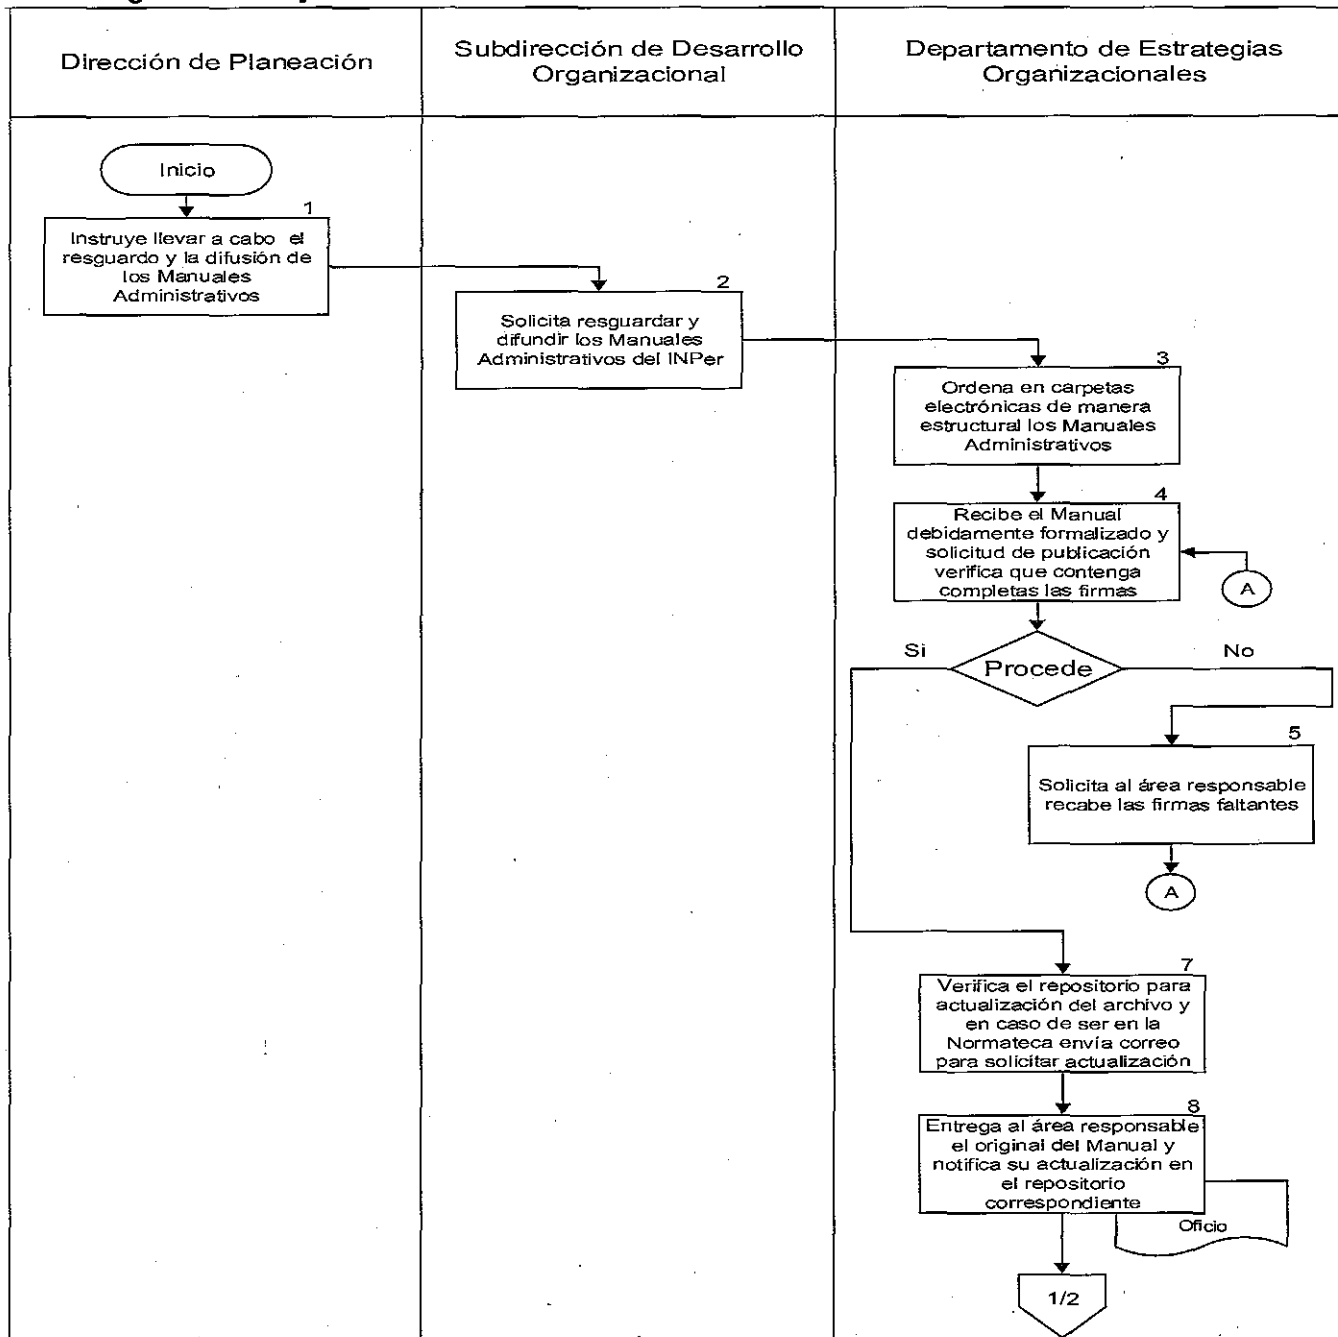 Dirección de Planeación
Subdirección de Desarrollo
Organizacional
Departamento de Estrategias
Organizacionales
Inicio
1
Instruye llevar a cabo el
resguardo y la difusión de
los Manuales
Administrativos
2
Solicita resguardar y
difundir los Manuales
Administrativos del INPer
3
Ordena en carpetas
electrónicas de manera
estructural los Manuales
Administrativos
4
Recibe el Manual
debidamente formalizado y
solicitud de publicación
verifica que contenga
completas las firmas
A
Si
Procede
No
5
Solicita al área responsable
recabe las firmas faltantes
A
7
Verifica el repositorio para
actualización del archivo y
en caso de ser en la
Normateca envía correo
para solicitar actualización
8
Entrega al área responsable
el original del Manual y
notifica su actualización en
el repositorio
correspondiente
Oficio
1/2